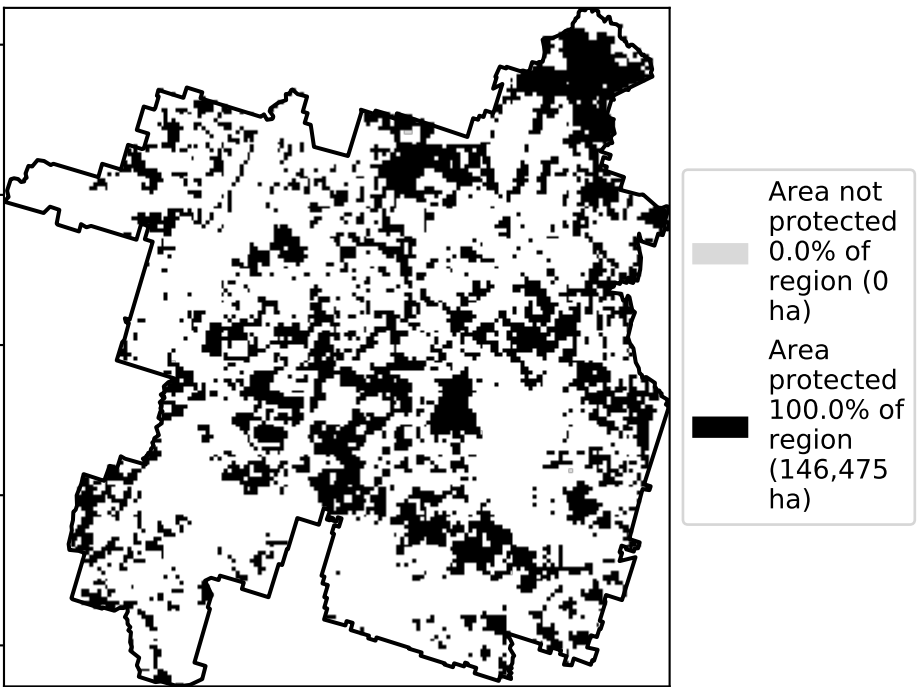 Area not
protected
0.0% of
region (0
ha)
Area
protected
100.0% of
region
(146,475
ha)